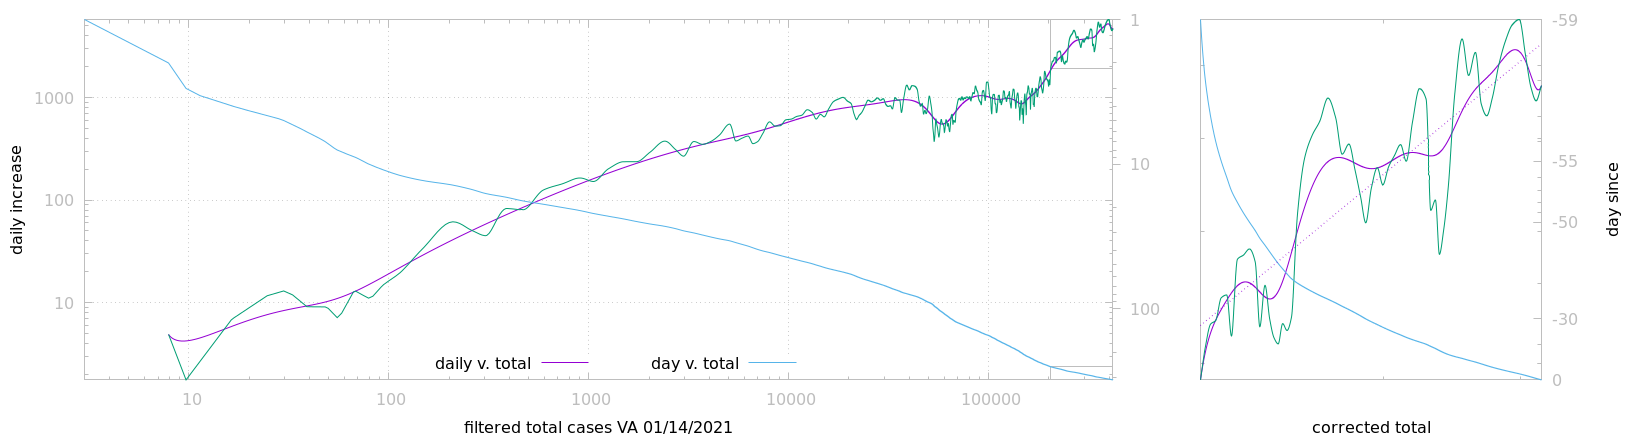 1
-59
1000
10
-55
100
-50
daily increase
day since
10
100
-30
daily v. total
day v. total
0
10
100
1000
10000
100000
filtered total cases VA 01/14/2021
corrected total